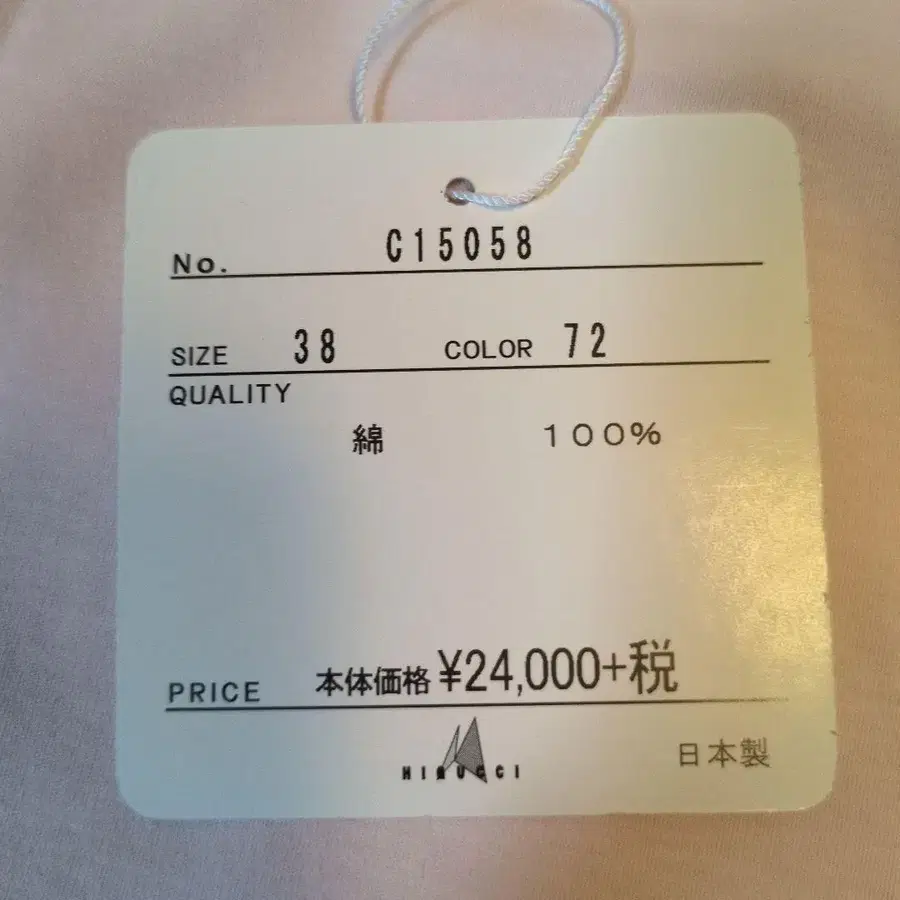 No. C15058
SIZE 38 COLOR 72
QUALITY
綿 100%
PRICE 本体価格 ¥24,000+税
日本製